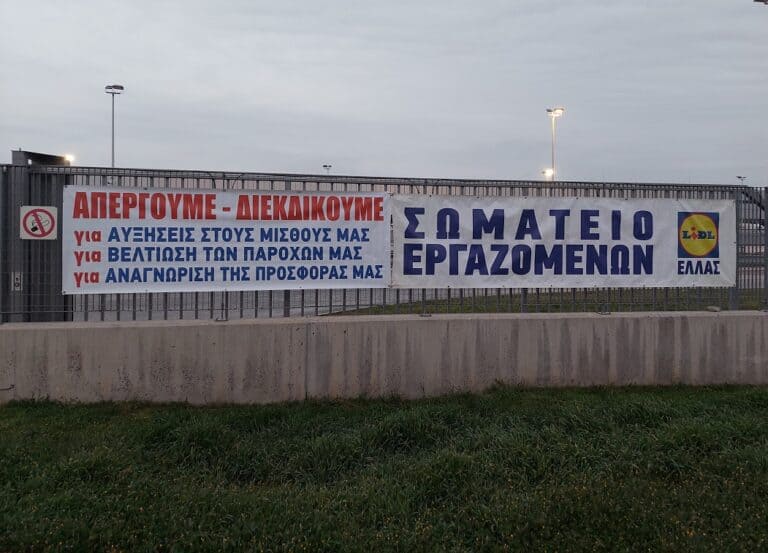 ΑΠΕΡΓΟΥΜΕ - ΔΙΕΚΔΙΚΟΥΜΕ
για ΑΥΞΗΣΕΙΣ ΣΤΟΥΣ ΜΙΣΘΟΥΣ ΜΑΣ
για ΒΕΛΤΙΩΣΗ ΤΩΝ ΠΑΡΟΧΩΝ ΜΑΣ
για ΑΝΑΓΝΩΡΙΣΗ ΤΗΣ ΠΡΟΣΦΟΡΑΣ ΜΑΣ
ΣΩΜΑΤΕΙΟ
ΕΡΓΑΖΟΜΕΝΩΝ
LiDL
ΕΛΛΑΣ